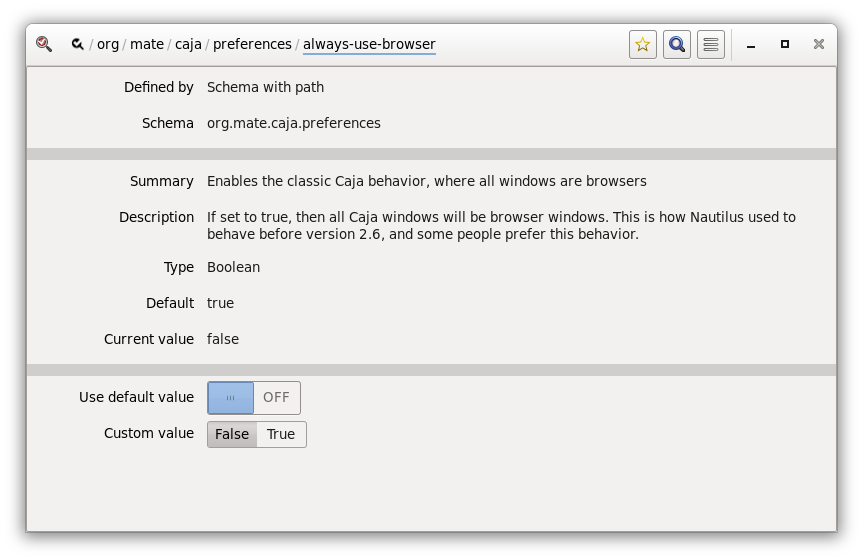 / org / mate / caja / preferences / always-use-browser
Defined by Schema with path
Schema org.mate.caja.preferences
Summary Enables the classic Caja behavior, where all windows are browsers
Description If set to true, then all Caja windows will be browser windows. This is how Nautilus used to
behave before version 2.6, and some people prefer this behavior.
Type Boolean
Default true
Current value false
Use default value OFF
Custom value False True